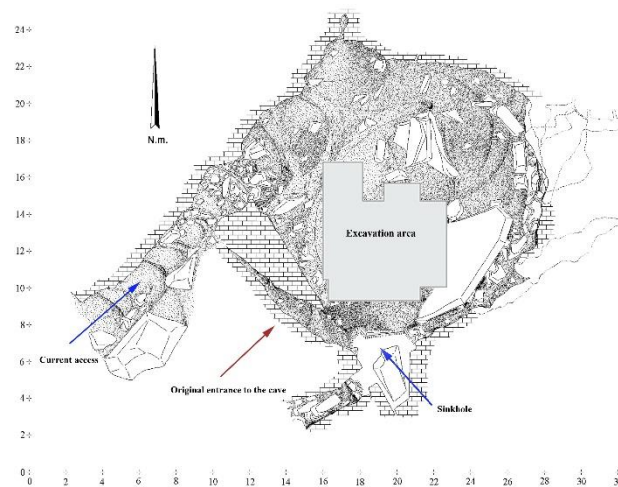 24
22
20
18
N.m.
16
14
Excavation area
12
10
8
Current access
6
Original entrance to the cave
4
Sinkhole
2
0
0 2 4 6 8 10 12 14 16 18 20 22 24 26 28 30 32